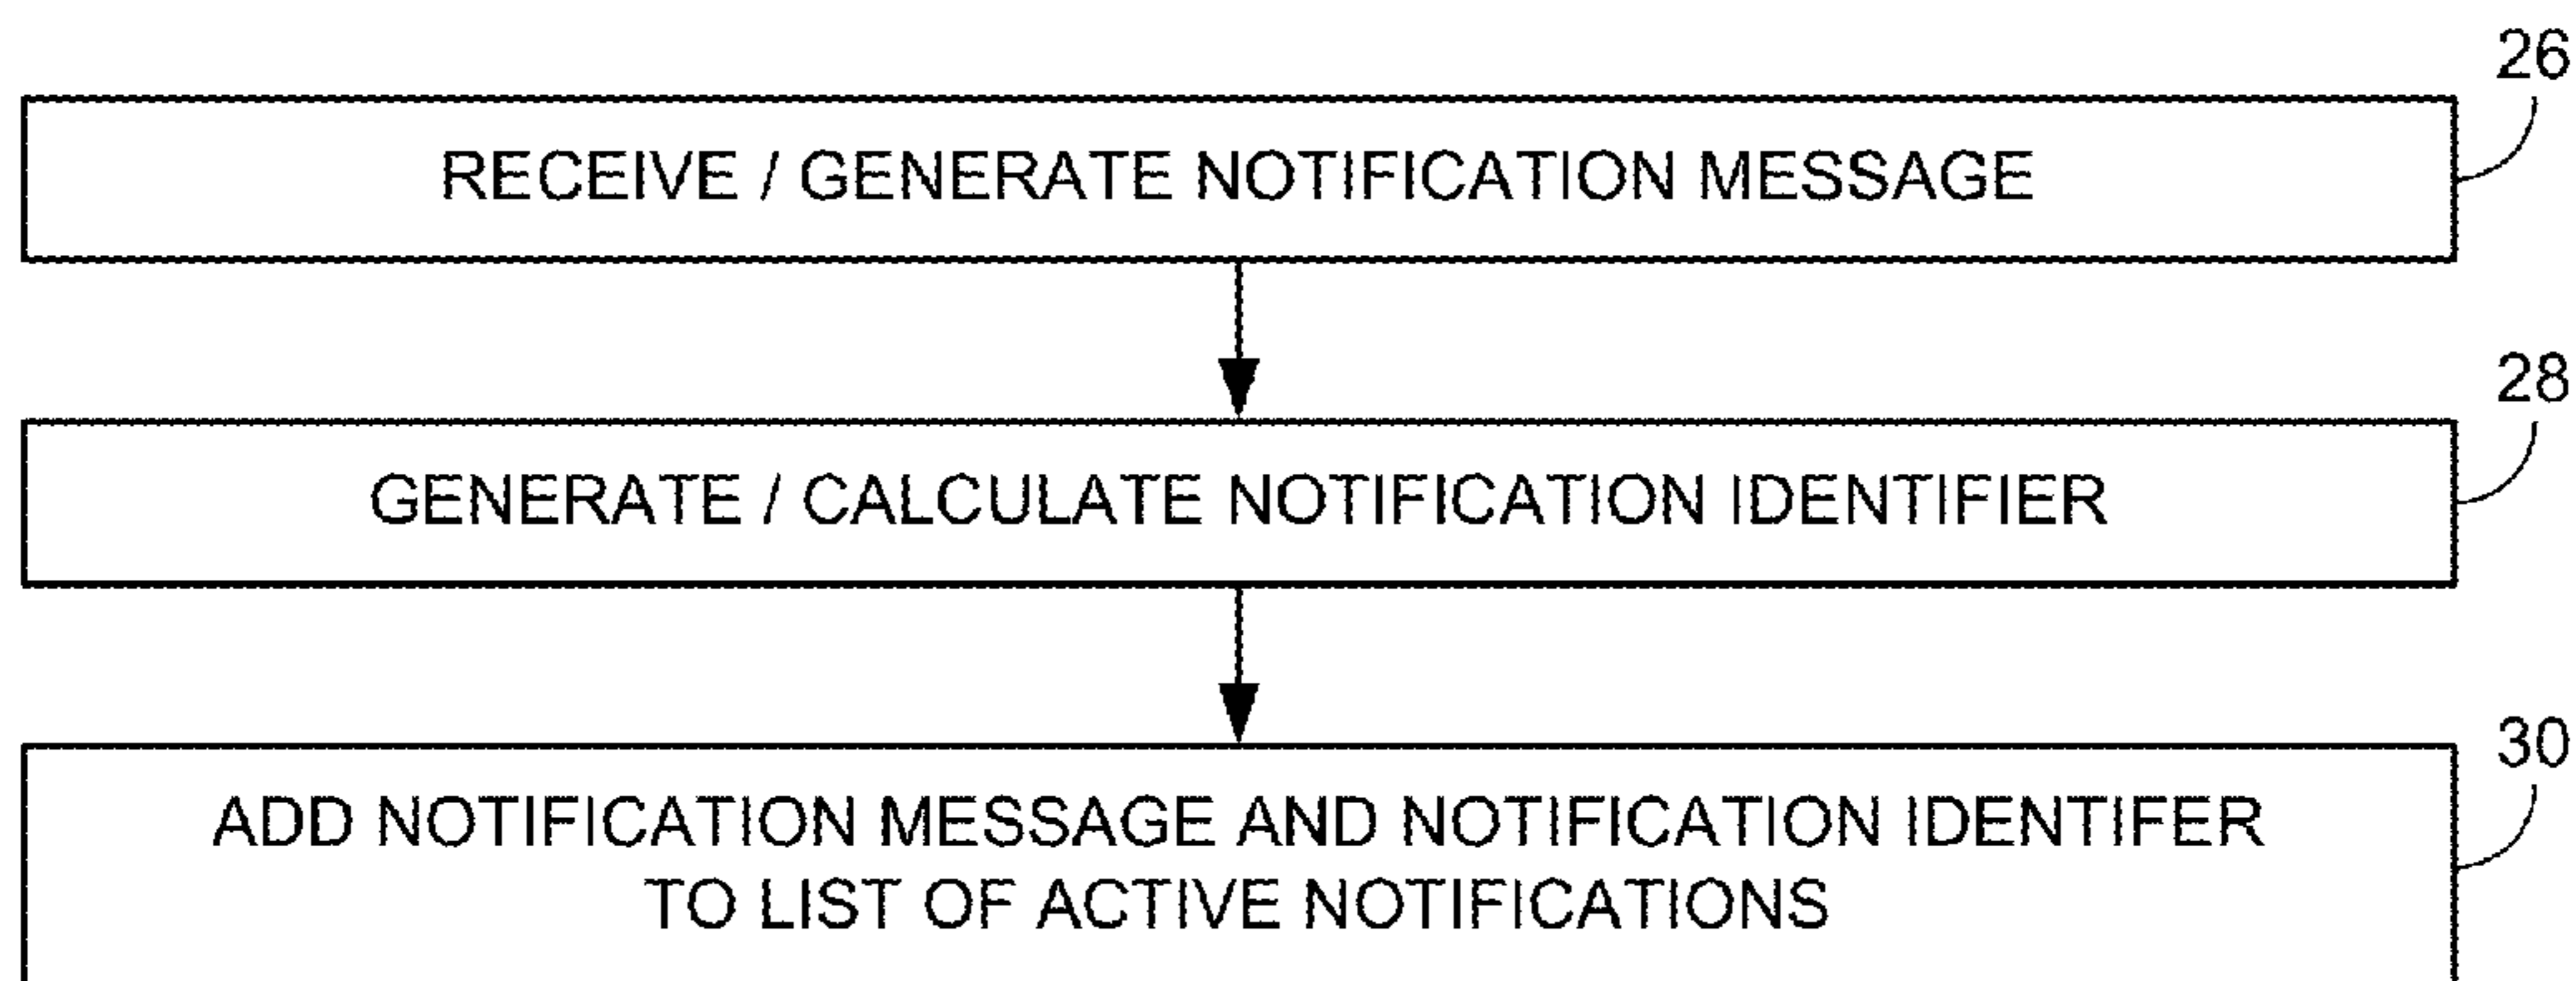 26
RECEIVE / GENERATE NOTIFICATION MESSAGE
28
GENERATE / CALCULATE NOTIFICATION IDENTIFIER
30
ADD NOTIFICATION MESSAGE AND NOTIFICATION IDENTIFER
TO LIST OF ACTIVE NOTIFICATIONS